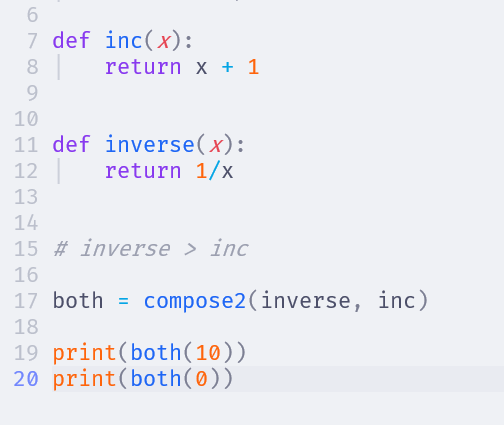 6
7 def inc(x):
8     return x + 1
9
10
11 def inverse(x):
12     return 1/x
13
14
15 # inverse > inc
16
17 both = compose2(inverse, inc)
18
19 print(both(10))
20 print(both(0))